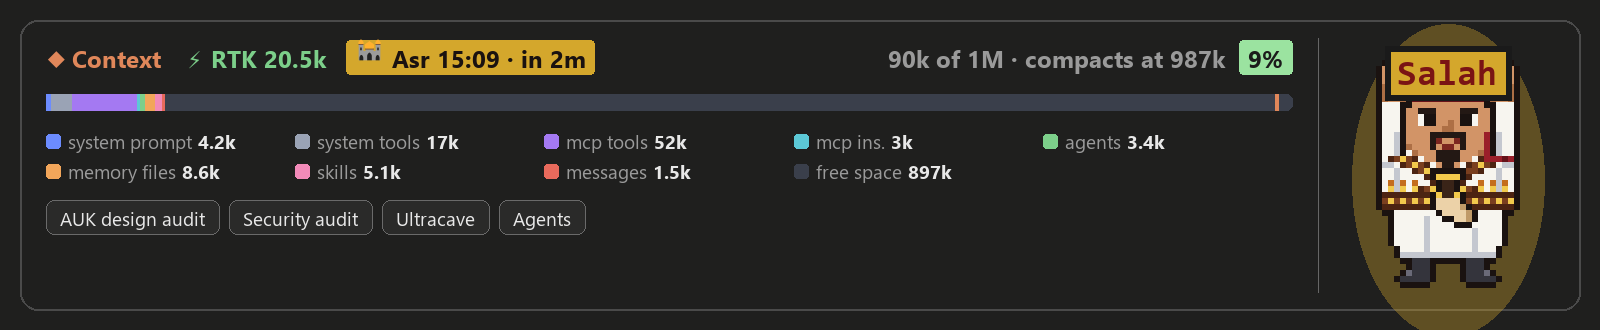 Context RTK 20.5k Asr 15:09 · in 2m 90k of 1M · compacts at 987k 9%
Salah
system prompt 4.2k system tools 17k mcp tools 52k mcp ins. 3k agents 3.4k
memory files 8.6k skills 5.1k messages 1.5k free space 897k
AUK design audit Security audit Ultracave Agents